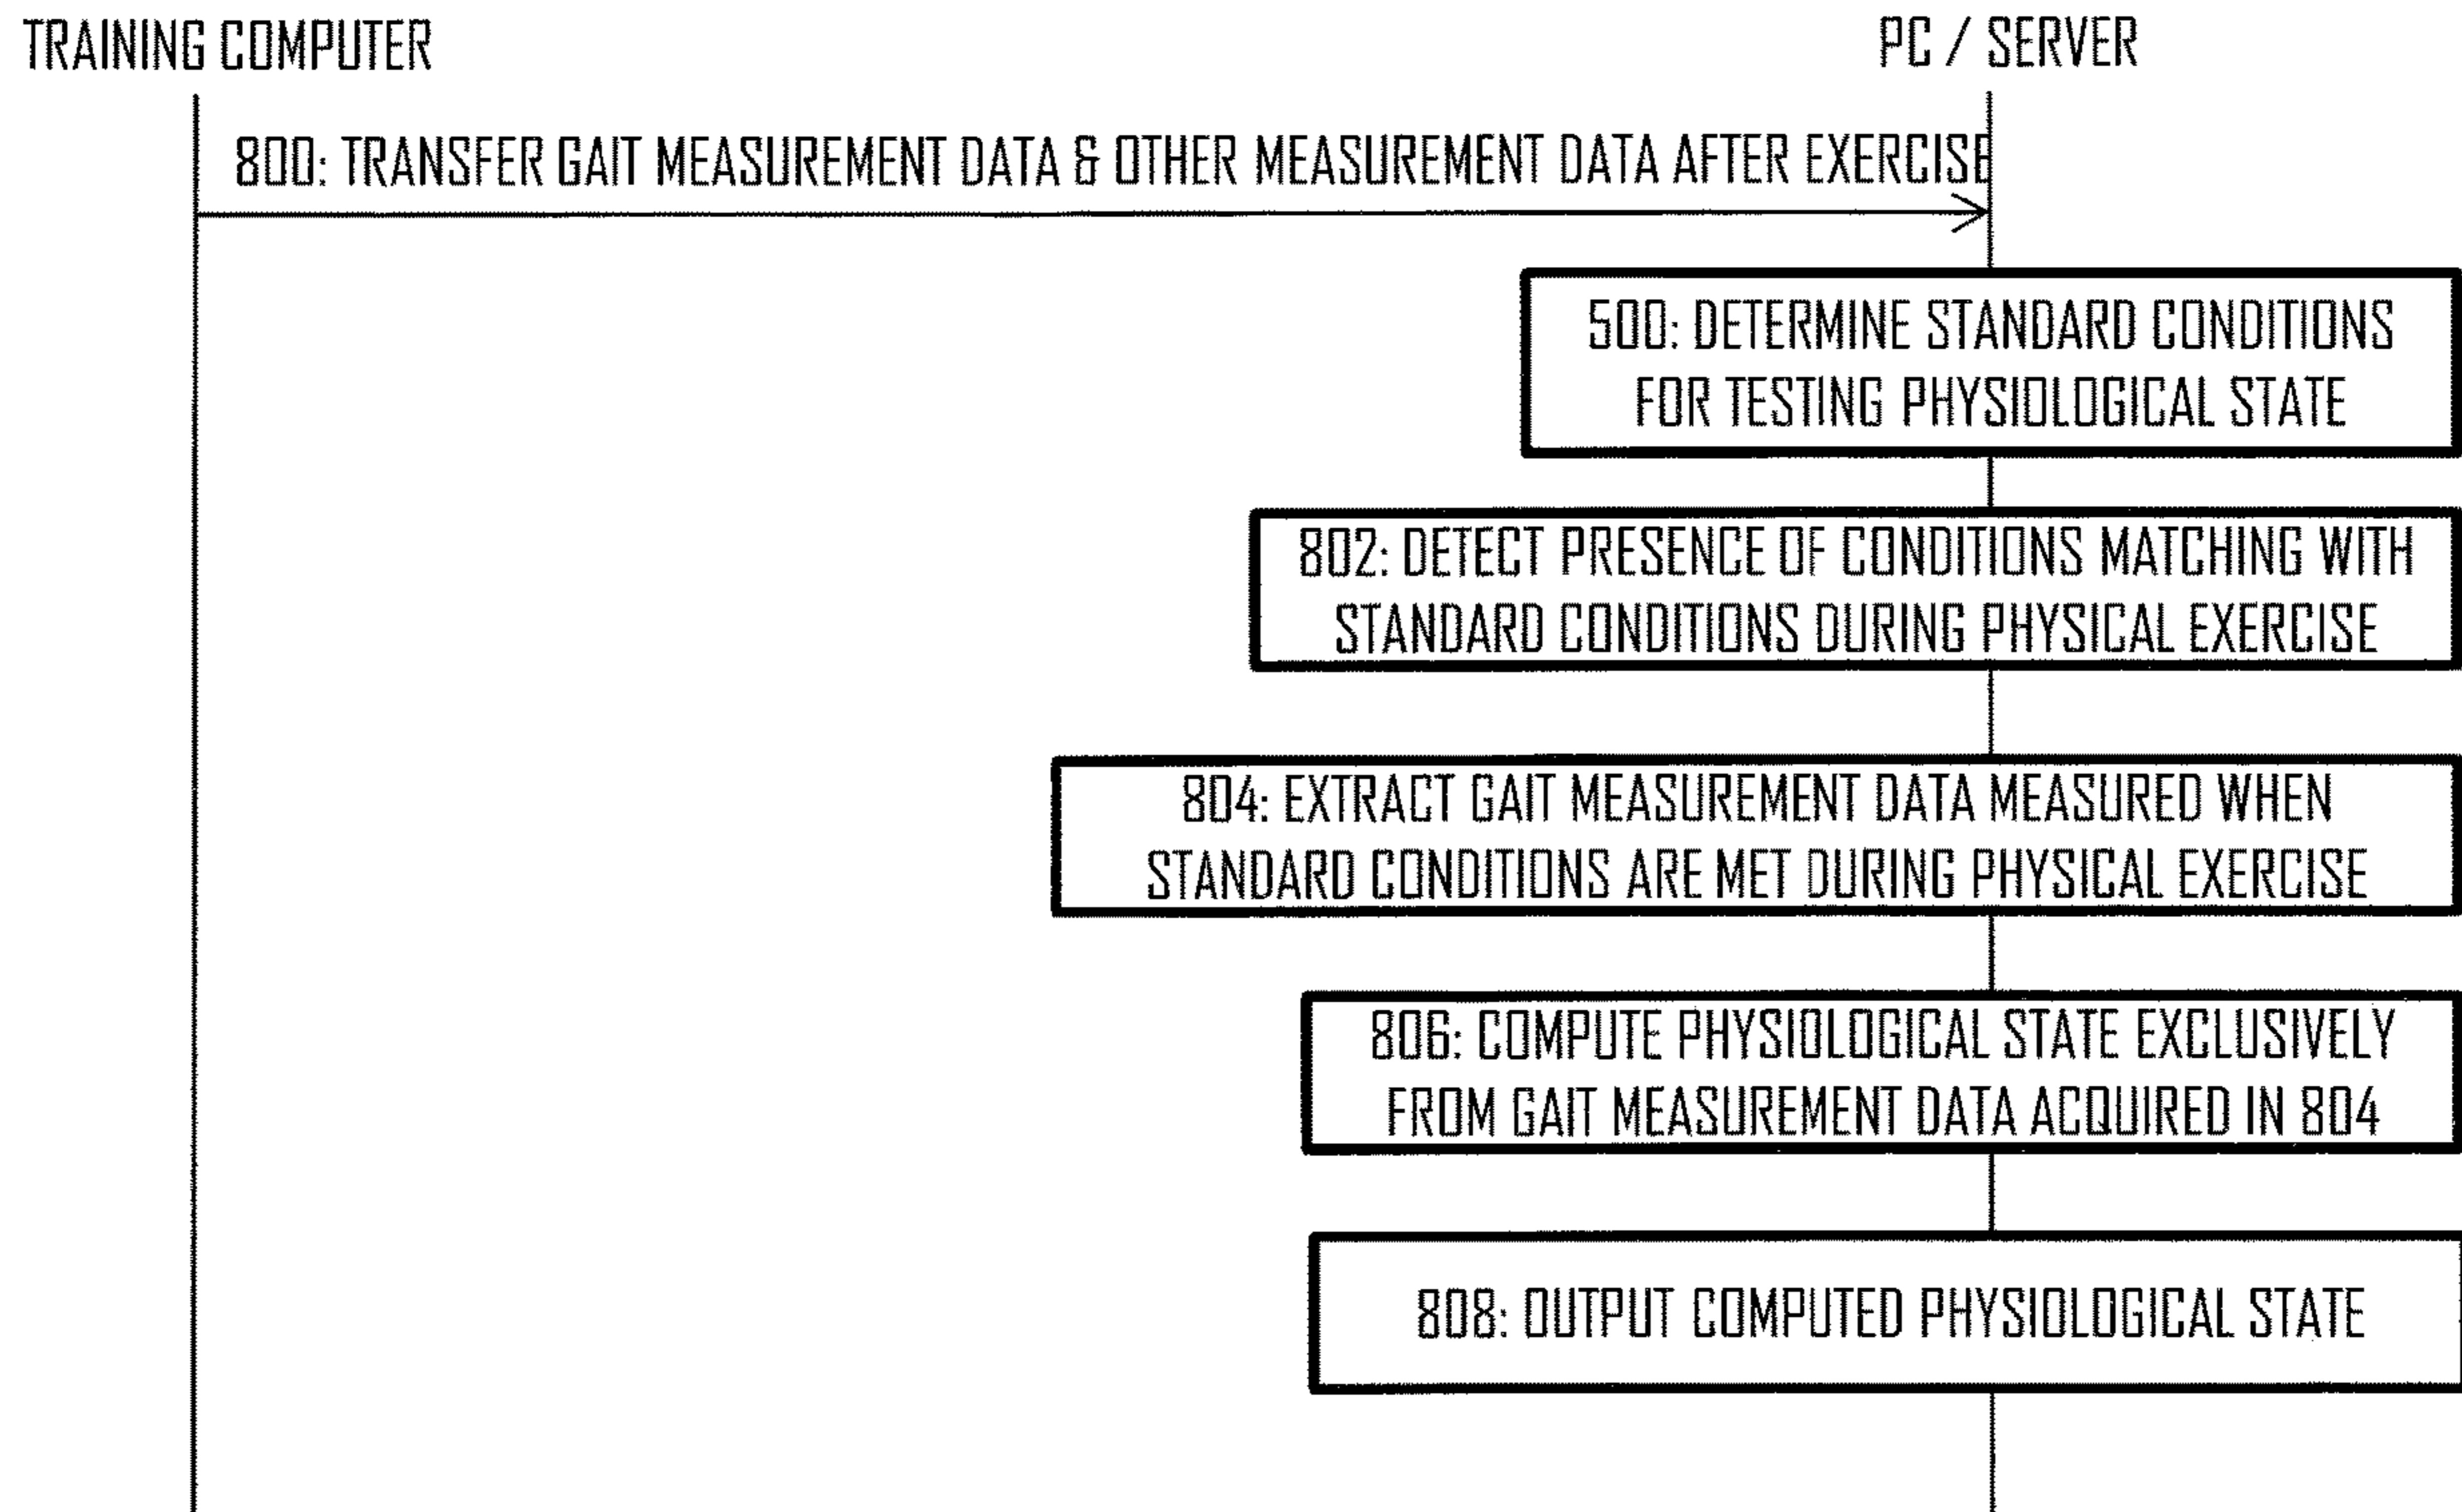 TRAINING COMPUTER
PC / SERVER
800: TRANSFER GAIT MEASUREMENT DATA & OTHER MEASUREMENT DATA AFTER EXERCISE
500: DETERMINE STANDARD CONDITIONS
FOR TESTING PHYSIOLOGICAL STATE
802: DETECT PRESENCE OF CONDITIONS MATCHING WITH
STANDARD CONDITIONS DURING PHYSICAL EXERCISE
804: EXTRACT GAIT MEASUREMENT DATA MEASURED WHEN
STANDARD CONDITIONS ARE MET DURING PHYSICAL EXERCISE
806: COMPUTE PHYSIOLOGICAL STATE EXCLUSIVELY
FROM GAIT MEASUREMENT DATA ACQUIRED IN 804
808: OUTPUT COMPUTED PHYSIOLOGICAL STATE